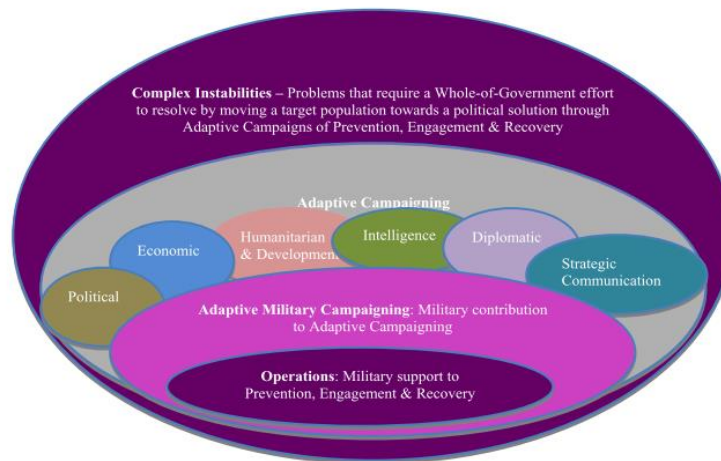 Complex Instabilities – Problems that require a Whole-of-Government effort
to resolve by moving a target population towards a political solution through
Adaptive Campaigns of Prevention, Engagement & Recovery
Adaptive Campaigning
Political
Economic
Humanitarian
& Development
Intelligence
Diplomatic
Strategic
Communication
Adaptive Military Campaigning: Military contribution
to Adaptive Campaigning
Operations: Military support to
Prevention, Engagement & Recovery